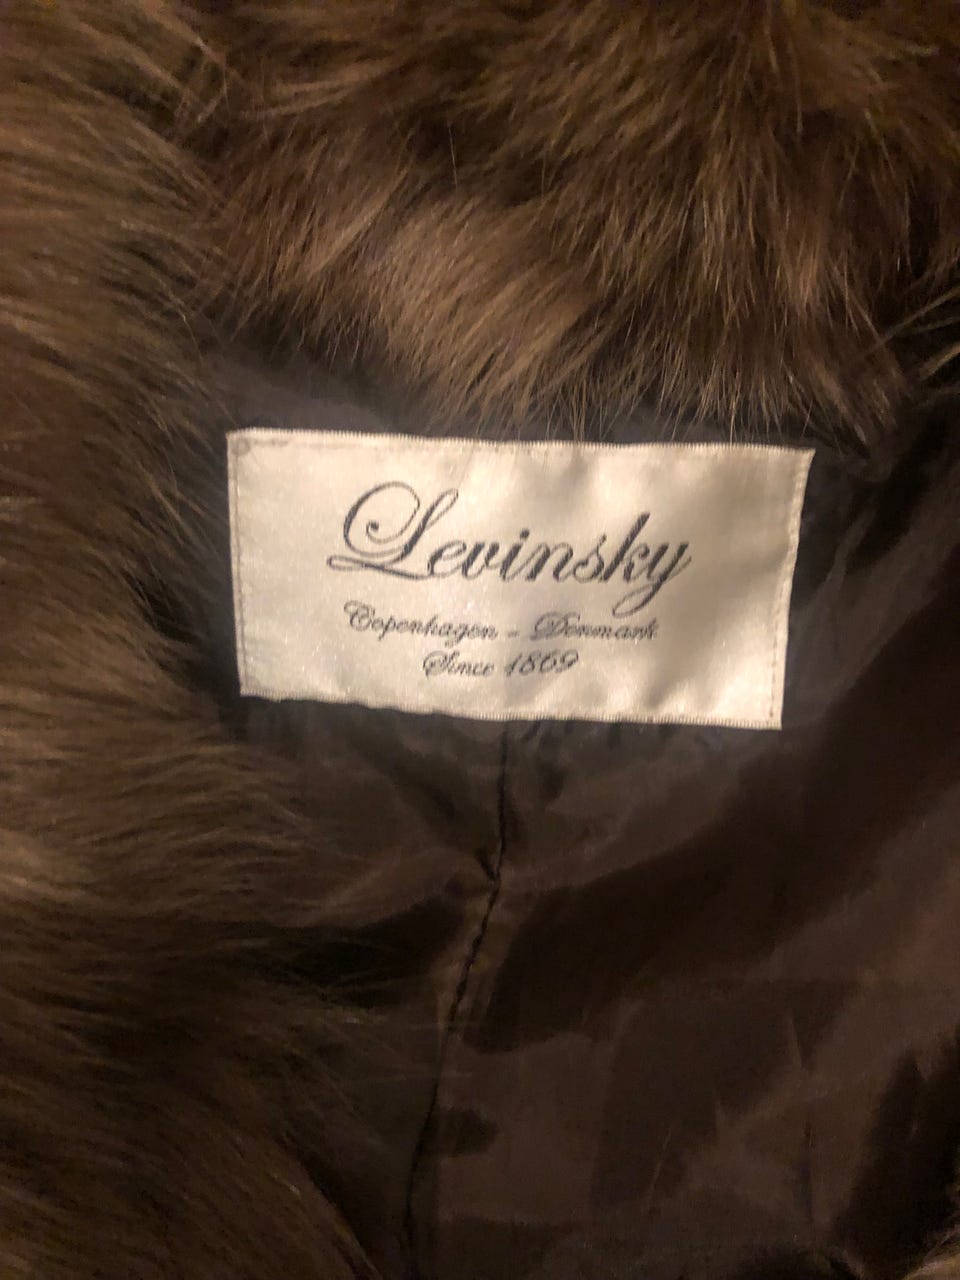 Levinsky
Copenhagen - Denmark
Since 1869